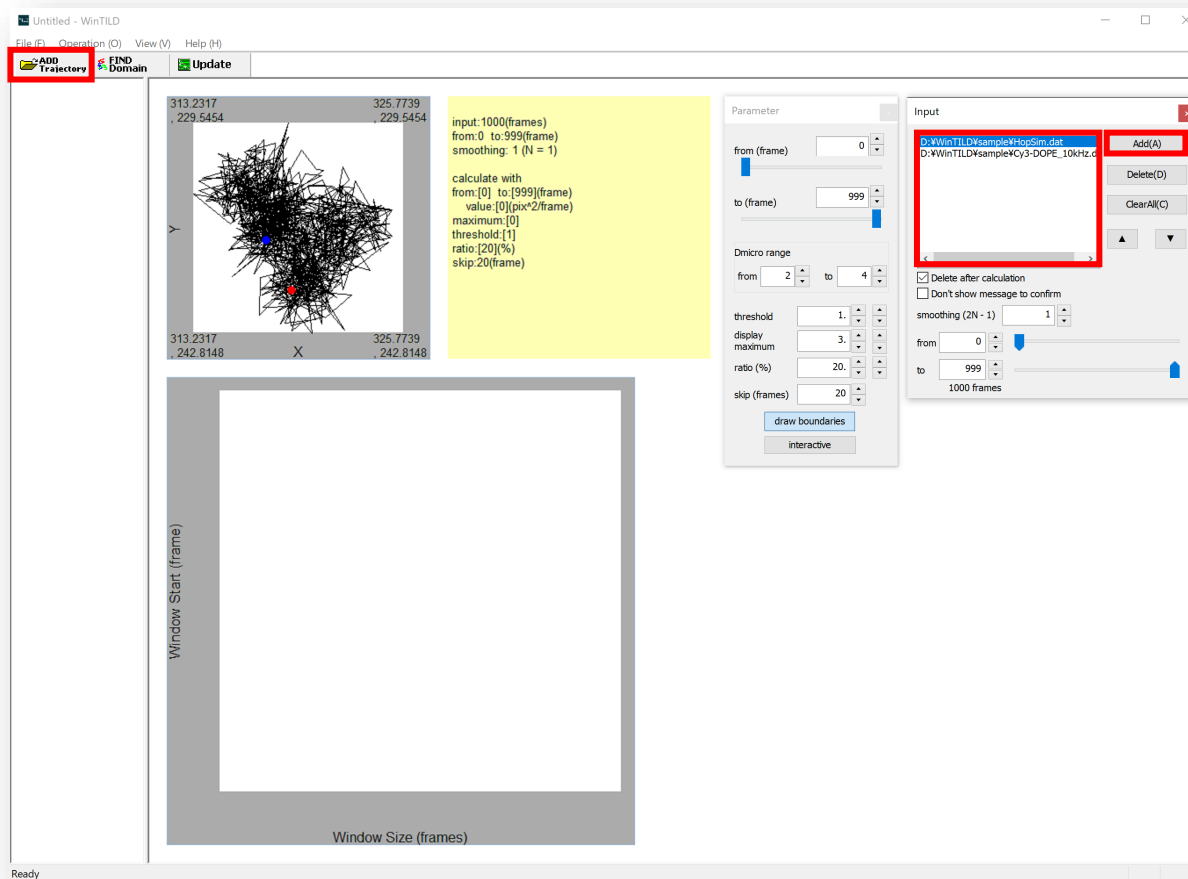 Untitled - WinTILD
File (F) Operation (O) View (V) Help (H)
ADD Trajectory
FIND Domain
Update
313.2317
, 229.5454
325.7739
, 229.5454
Y
313.2317
, 242.8148
X
325.7739
, 242.8148
input:1000(frames)
from:0 to:999(frame)
smoothing: 1 (N = 1)
calculate with
from:[0] to:[999](frame)
value:[0](pix^2/frame)
maximum:[0]
threshold:[1]
ratio:[20](%)
skip:20(frame)
Window Start (frame)
Window Size (frames)
Parameter
from (frame) 0
to (frame) 999
Dmicro range
from 2 to 4
threshold 1.
display maximum 3.
ratio (%) 20.
skip (frames) 20
draw boundaries
interactive
Input
D:¥WinTILD¥sample¥HopSim.dat
D:¥WinTILD¥sample¥Cy3-DOPE_10kHz.d
Add(A)
Delete(D)
ClearAll(C)
▲ ▼
Delete after calculation
Don't show message to confirm
smoothing (2N - 1) 1
from 0
to 999
1000 frames
Ready